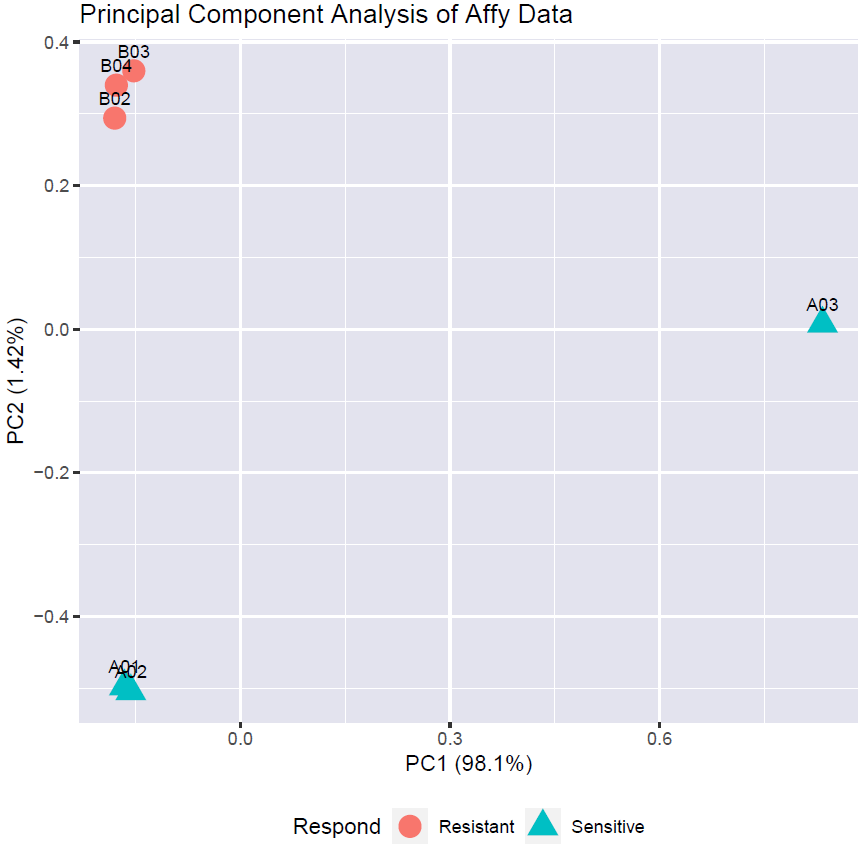 Principal Component Analysis of Affy Data
0.4
B03
B04
B02
0.2
A03
0.0
PC2 (1.42%)
−0.2
−0.4
A01
A02
0.0 0.3 0.6
PC1 (98.1%)
Respond Resistant Sensitive